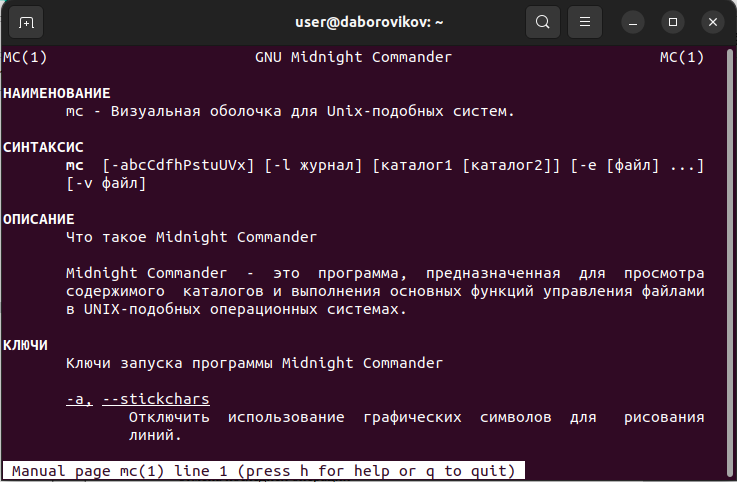 user@daborovikov: ~
MC(1) GNU Midnight Commander MC(1)
НАИМЕНОВАНИЕ
mc - Визуальная оболочка для Unix-подобных систем.
СИНТАКСИС
mc [-abcCdfhPstuUVx] [-l журнал] [каталог1 [каталог2]] [-e [файл] ...]
[-v файл]
ОПИСАНИЕ
Что такое Midnight Commander
Midnight Commander - это программа, предназначенная для просмотра
содержимого каталогов и выполнения основных функций управления файлами
в UNIX-подобных операционных системах.
КЛЮЧИ
Ключи запуска программы Midnight Commander
-a, --stickchars
Отключить использование графических символов для рисования
линий.
Manual page mc(1) line 1 (press h for help or q to quit)